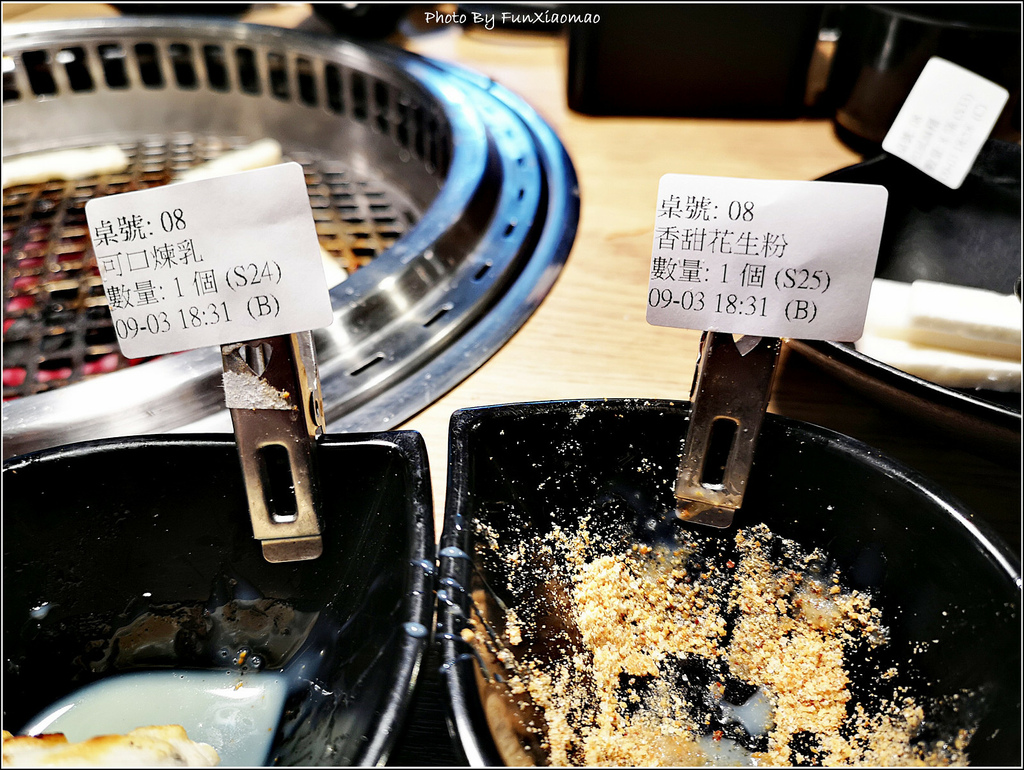 Photo By FunXiaomao
桌號: 08
可口煉乳
數量: 1 個 (S24)
09-03 18:31 (B)
桌號: 08
香甜花生粉
數量: 1 個 (S25)
09-03 18:31 (B)